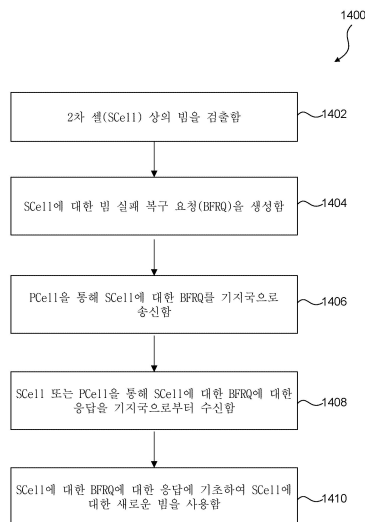 1400
2차 셀(SCell) 상의 빔을 검출함
1402
SCell에 대한 빔 실패 복구 요청(BFRQ)을 생성함
1404
PCell을 통해 SCell에 대한 BFRQ를 기지국으로
송신함
1406
SCell 또는 PCell을 통해 SCell에 대한 BFRQ에 대한
응답을 기지국으로부터 수신함
1408
SCell에 대한 BFRQ에 대한 응답에 기초하여 SCell에
대한 새로운 빔을 사용함
1410